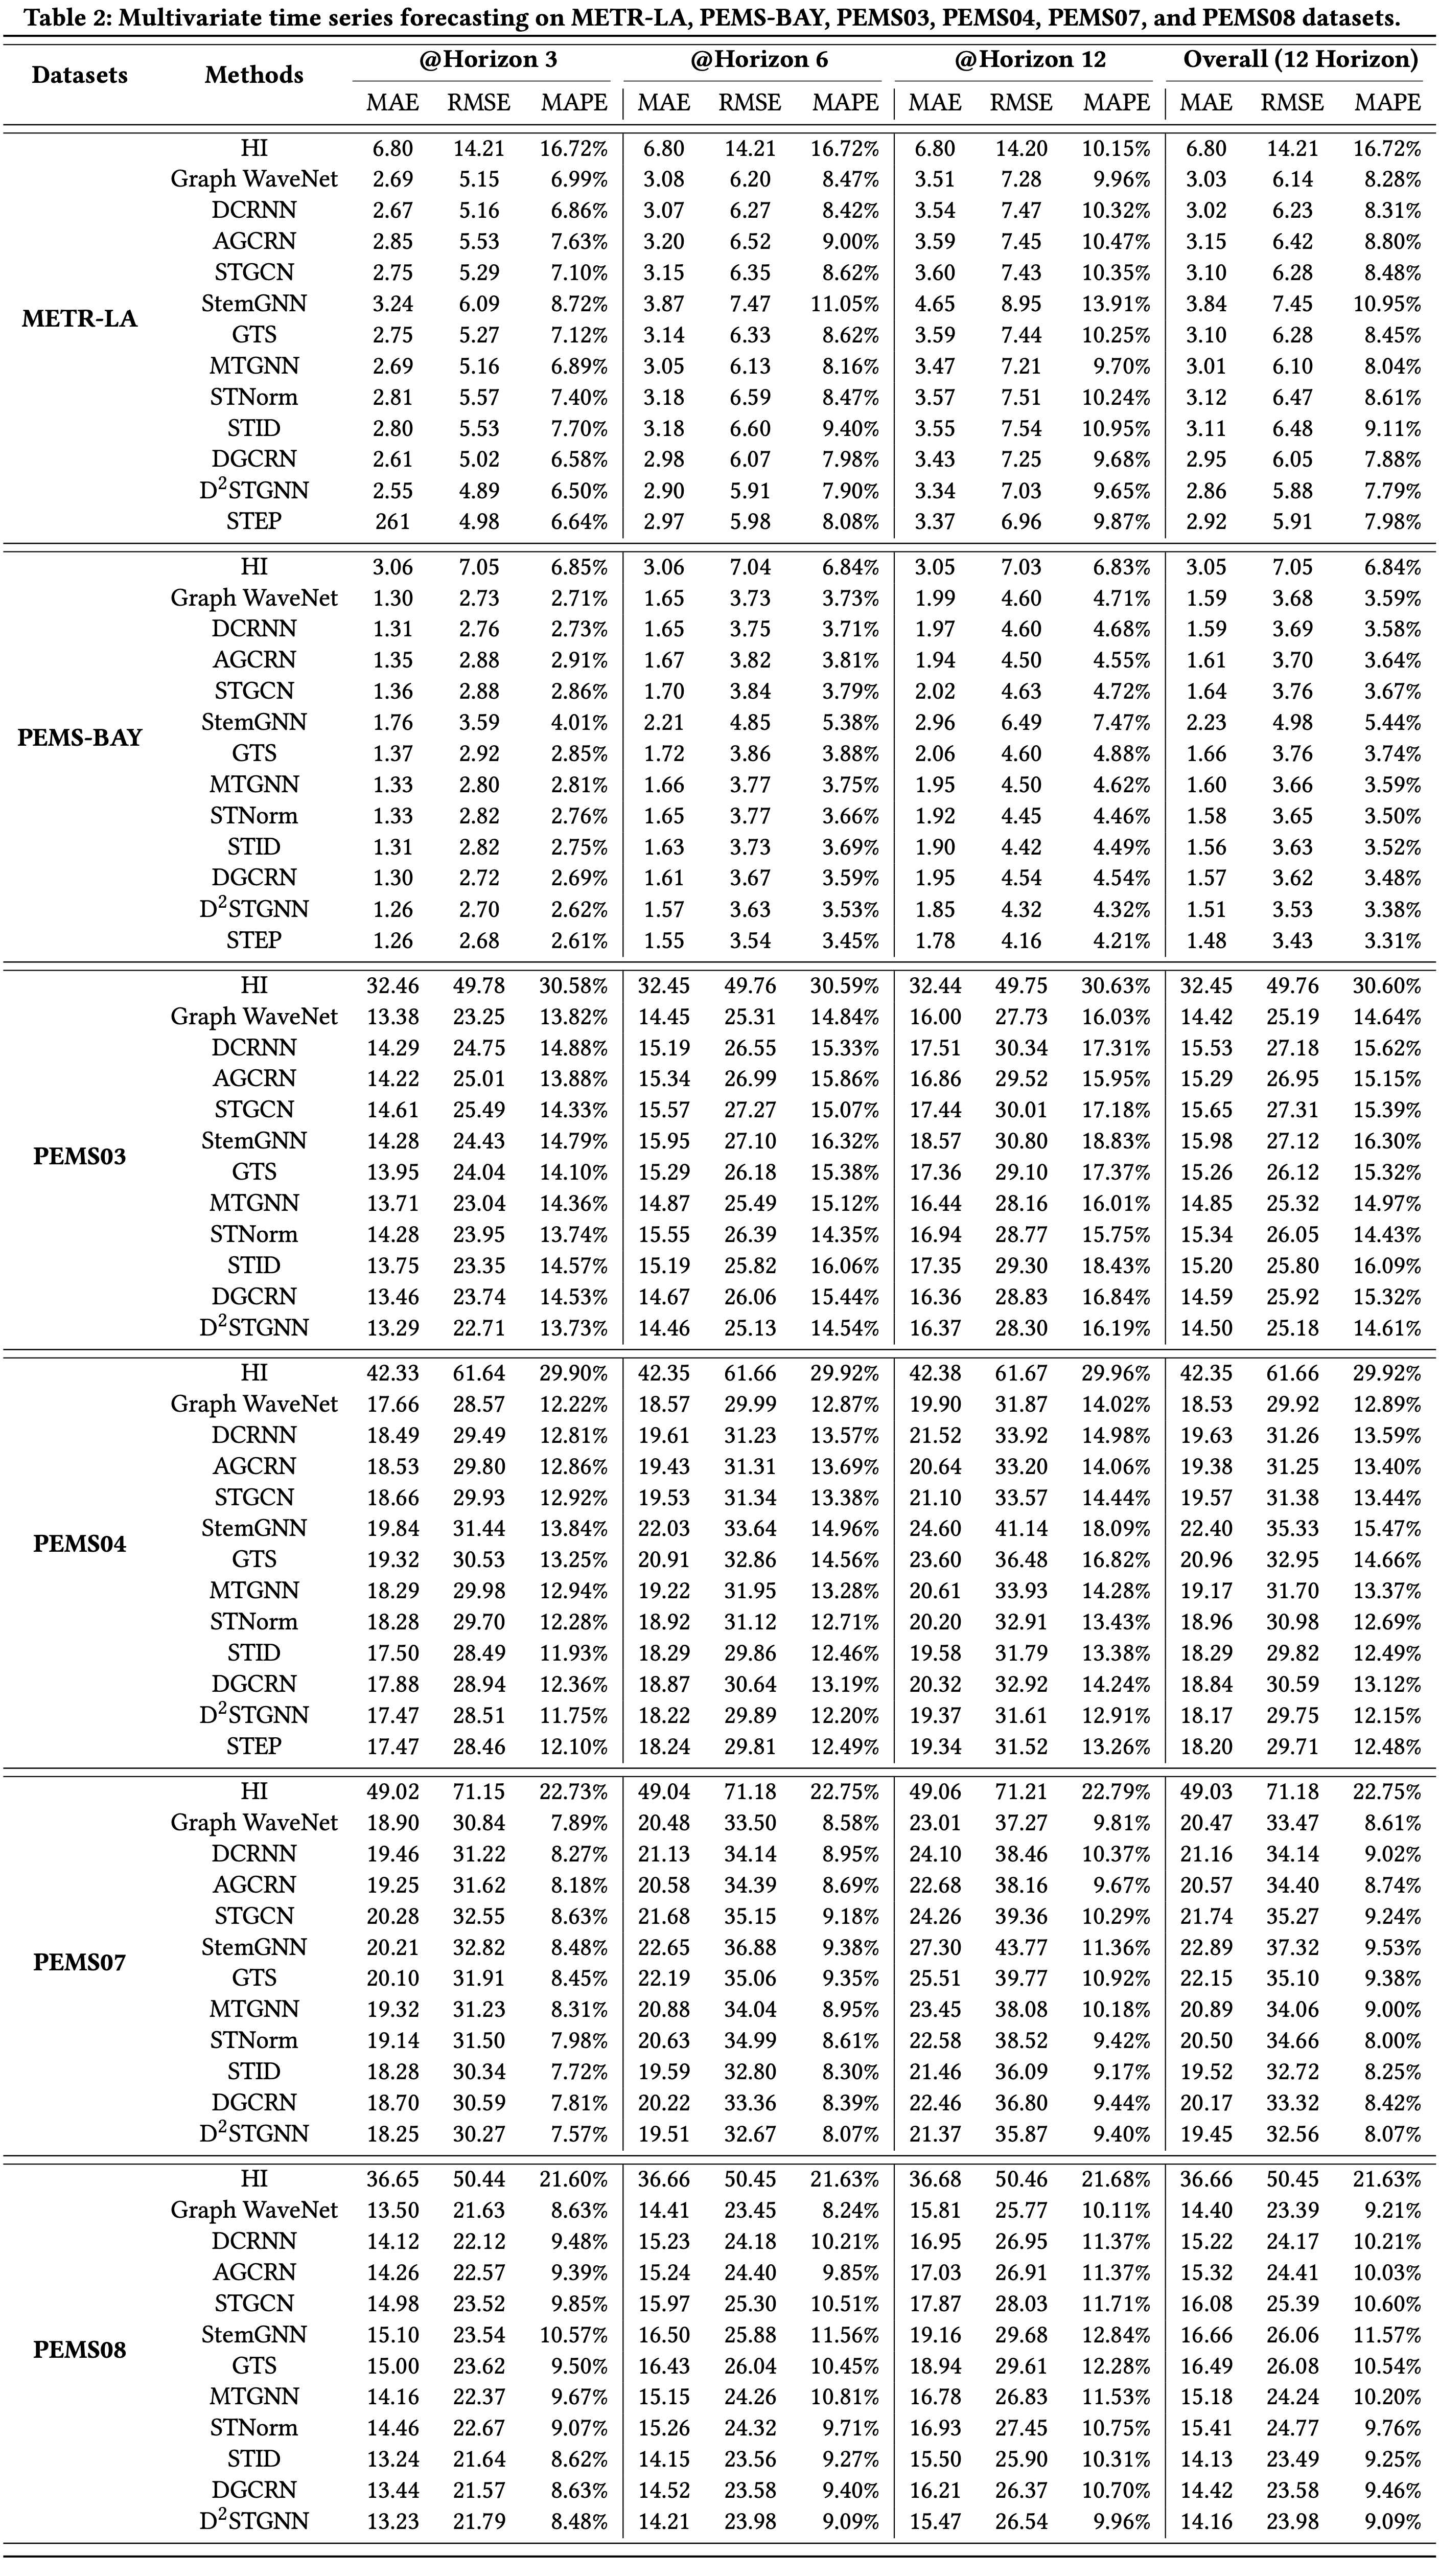 Table 2: Multivariate time series forecasting on METR-LA, PEMS-BAY, PEMS03, PEMS04, PEMS07, and PEMS08 datasets.
Datasets Methods @Horizon 3 @Horizon 6 @Horizon 12 Overall (12 Horizon)
MAE RMSE MAPE MAE RMSE MAPE MAE RMSE MAPE MAE RMSE MAPE
METR-LA
HI 6.80 14.21 16.72% 6.80 14.21 16.72% 6.80 14.20 10.15% 6.80 14.21 16.72%
Graph WaveNet 2.69 5.15 6.99% 3.08 6.20 8.47% 3.51 7.28 9.96% 3.03 6.14 8.28%
DCRNN 2.67 5.16 6.86% 3.07 6.27 8.42% 3.54 7.47 10.32% 3.02 6.23 8.31%
AGCRN 2.85 5.53 7.63% 3.20 6.52 9.00% 3.59 7.45 10.47% 3.15 6.42 8.80%
STGCN 2.75 5.29 7.10% 3.15 6.35 8.62% 3.60 7.43 10.35% 3.10 6.28 8.48%
StemGNN 3.24 6.09 8.72% 3.87 7.47 11.05% 4.65 8.95 13.91% 3.84 7.45 10.95%
GTS 2.75 5.27 7.12% 3.14 6.33 8.62% 3.59 7.44 10.25% 3.10 6.28 8.45%
MTGNN 2.69 5.16 6.89% 3.05 6.13 8.16% 3.47 7.21 9.70% 3.01 6.10 8.04%
STNorm 2.81 5.57 7.40% 3.18 6.59 8.47% 3.57 7.51 10.24% 3.12 6.47 8.61%
STID 2.80 5.53 7.70% 3.18 6.60 9.40% 3.55 7.54 10.95% 3.11 6.48 9.11%
DGCRN 2.61 5.02 6.58% 2.98 6.07 7.98% 3.43 7.25 9.68% 2.95 6.05 7.88%
D²STGNN 2.55 4.89 6.50% 2.90 5.91 7.90% 3.34 7.03 9.65% 2.86 5.88 7.79%
STEP 261 4.98 6.64% 2.97 5.98 8.08% 3.37 6.96 9.87% 2.92 5.91 7.98%
PEMS-BAY
HI 3.06 7.05 6.85% 3.06 7.04 6.84% 3.05 7.03 6.83% 3.05 7.05 6.84%
Graph WaveNet 1.30 2.73 2.71% 1.65 3.73 3.73% 1.99 4.60 4.71% 1.59 3.68 3.59%
DCRNN 1.31 2.76 2.73% 1.65 3.75 3.71% 1.97 4.60 4.68% 1.59 3.69 3.58%
AGCRN 1.35 2.88 2.91% 1.67 3.82 3.81% 1.94 4.50 4.55% 1.61 3.70 3.64%
STGCN 1.36 2.88 2.86% 1.70 3.84 3.79% 2.02 4.63 4.72% 1.64 3.76 3.67%
StemGNN 1.76 3.59 4.01% 2.21 4.85 5.38% 2.96 6.49 7.47% 2.23 4.98 5.44%
GTS 1.37 2.92 2.85% 1.72 3.86 3.88% 2.06 4.60 4.88% 1.66 3.76 3.74%
MTGNN 1.33 2.80 2.81% 1.66 3.77 3.75% 1.95 4.50 4.62% 1.60 3.66 3.59%
STNorm 1.33 2.82 2.76% 1.65 3.77 3.66% 1.92 4.45 4.46% 1.58 3.65 3.50%
STID 1.31 2.82 2.75% 1.63 3.73 3.69% 1.90 4.42 4.49% 1.56 3.63 3.52%
DGCRN 1.30 2.72 2.69% 1.61 3.67 3.59% 1.95 4.54 4.54% 1.57 3.62 3.48%
D²STGNN 1.26 2.70 2.62% 1.57 3.63 3.53% 1.85 4.32 4.32% 1.51 3.53 3.38%
STEP 1.26 2.68 2.61% 1.55 3.54 3.45% 1.78 4.16 4.21% 1.48 3.43 3.31%
PEMS03
HI 32.46 49.78 30.58% 32.45 49.76 30.59% 32.44 49.75 30.63% 32.45 49.76 30.60%
Graph WaveNet 13.38 23.25 13.82% 14.45 25.31 14.84% 16.00 27.73 16.03% 14.42 25.19 14.64%
DCRNN 14.29 24.75 14.88% 15.19 26.55 15.33% 17.51 30.34 17.31% 15.53 27.18 15.62%
AGCRN 14.22 25.01 13.88% 15.34 26.99 15.86% 16.86 29.52 15.95% 15.29 26.95 15.15%
STGCN 14.61 25.49 14.33% 15.57 27.27 15.07% 17.44 30.01 17.18% 15.65 27.31 15.39%
StemGNN 14.28 24.43 14.79% 15.95 27.10 16.32% 18.57 30.80 18.83% 15.98 27.12 16.30%
GTS 13.95 24.04 14.10% 15.29 26.18 15.38% 17.36 29.10 17.37% 15.26 26.12 15.32%
MTGNN 13.71 23.04 14.36% 14.87 25.49 15.12% 16.44 28.16 16.01% 14.85 25.32 14.97%
STNorm 14.28 23.95 13.74% 15.55 26.39 14.35% 16.94 28.77 15.75% 15.34 26.05 14.43%
STID 13.75 23.35 14.57% 15.19 25.82 16.06% 17.35 29.30 18.43% 15.20 25.80 16.09%
DGCRN 13.46 23.74 14.53% 14.67 26.06 15.44% 16.36 28.83 16.84% 14.59 25.92 15.32%
D²STGNN 13.29 22.71 13.73% 14.46 25.13 14.54% 16.37 28.30 16.19% 14.50 25.18 14.61%
PEMS04
HI 42.33 61.64 29.90% 42.35 61.66 29.92% 42.38 61.67 29.96% 42.35 61.66 29.92%
Graph WaveNet 17.66 28.57 12.22% 18.57 29.99 12.87% 19.90 31.87 14.02% 18.53 29.92 12.89%
DCRNN 18.49 29.49 12.81% 19.61 31.23 13.57% 21.52 33.92 14.98% 19.63 31.26 13.59%
AGCRN 18.53 29.80 12.86% 19.43 31.31 13.69% 20.64 33.20 14.06% 19.38 31.25 13.40%
STGCN 18.66 29.93 12.92% 19.53 31.34 13.38% 21.10 33.57 14.44% 19.57 31.38 13.44%
StemGNN 19.84 31.44 13.84% 22.03 33.64 14.96% 24.60 41.14 18.09% 22.40 35.33 15.47%
GTS 19.32 30.53 13.25% 20.91 32.86 14.56% 23.60 36.48 16.82% 20.96 32.95 14.66%
MTGNN 18.29 29.98 12.94% 19.22 31.95 13.28% 20.61 33.93 14.28% 19.17 31.70 13.37%
STNorm 18.28 29.70 12.28% 18.92 31.12 12.71% 20.20 32.91 13.43% 18.96 30.98 12.69%
STID 17.50 28.49 11.93% 18.29 29.86 12.46% 19.58 31.79 13.38% 18.29 29.82 12.49%
DGCRN 17.88 28.94 12.36% 18.87 30.64 13.19% 20.32 32.92 14.24% 18.84 30.59 13.12%
D²STGNN 17.47 28.51 11.75% 18.22 29.89 12.20% 19.37 31.61 12.91% 18.17 29.75 12.15%
STEP 17.47 28.46 12.10% 18.24 29.81 12.49% 19.34 31.52 13.26% 18.20 29.71 12.48%
PEMS07
HI 49.02 71.15 22.73% 49.04 71.18 22.75% 49.06 71.21 22.79% 49.03 71.18 22.75%
Graph WaveNet 18.90 30.84 7.89% 20.48 33.50 8.58% 23.01 37.27 9.81% 20.47 33.47 8.61%
DCRNN 19.46 31.22 8.27% 21.13 34.14 8.95% 24.10 38.46 10.37% 21.16 34.14 9.02%
AGCRN 19.25 31.62 8.18% 20.58 34.39 8.69% 22.68 38.16 9.67% 20.57 34.40 8.74%
STGCN 20.28 32.55 8.63% 21.68 35.15 9.18% 24.26 39.36 10.29% 21.74 35.27 9.24%
StemGNN 20.21 32.82 8.48% 22.65 36.88 9.38% 27.30 43.77 11.36% 22.89 37.32 9.53%
GTS 20.10 31.91 8.45% 22.19 35.06 9.35% 25.51 39.77 10.92% 22.15 35.10 9.38%
MTGNN 19.32 31.23 8.31% 20.88 34.04 8.95% 23.45 38.08 10.18% 20.89 34.06 9.00%
STNorm 19.14 31.50 7.98% 20.63 34.99 8.61% 22.58 38.52 9.42% 20.50 34.66 8.00%
STID 18.28 30.34 7.72% 19.59 32.80 8.30% 21.46 36.09 9.17% 19.52 32.72 8.25%
DGCRN 18.70 30.59 7.81% 20.22 33.36 8.39% 22.46 36.80 9.44% 20.17 33.32 8.42%
D²STGNN 18.25 30.27 7.57% 19.51 32.67 8.07% 21.37 35.87 9.40% 19.45 32.56 8.07%
PEMS08
HI 36.65 50.44 21.60% 36.66 50.45 21.63% 36.68 50.46 21.68% 36.66 50.45 21.63%
Graph WaveNet 13.50 21.63 8.63% 14.41 23.45 8.24% 15.81 25.77 10.11% 14.40 23.39 9.21%
DCRNN 14.12 22.12 9.48% 15.23 24.18 10.21% 16.95 26.95 11.37% 15.22 24.17 10.21%
AGCRN 14.26 22.57 9.39% 15.24 24.40 9.85% 17.03 26.91 11.37% 15.32 24.41 10.03%
STGCN 14.98 23.52 9.85% 15.97 25.30 10.51% 17.87 28.03 11.71% 16.08 25.39 10.60%
StemGNN 15.10 23.54 10.57% 16.50 25.88 11.56% 19.16 29.68 12.84% 16.66 26.06 11.57%
GTS 15.00 23.62 9.50% 16.43 26.04 10.45% 18.94 29.61 12.28% 16.49 26.08 10.54%
MTGNN 14.16 22.37 9.67% 15.15 24.26 10.81% 16.78 26.83 11.53% 15.18 24.24 10.20%
STNorm 14.46 22.67 9.07% 15.26 24.32 9.71% 16.93 27.45 10.75% 15.41 24.77 9.76%
STID 13.24 21.64 8.62% 14.15 23.56 9.27% 15.50 25.90 10.31% 14.13 23.49 9.25%
DGCRN 13.44 21.57 8.63% 14.52 23.58 9.40% 16.21 26.37 10.70% 14.42 23.58 9.46%
D²STGNN 13.23 21.79 8.48% 14.21 23.98 9.09% 15.47 26.54 9.96% 14.16 23.98 9.09%